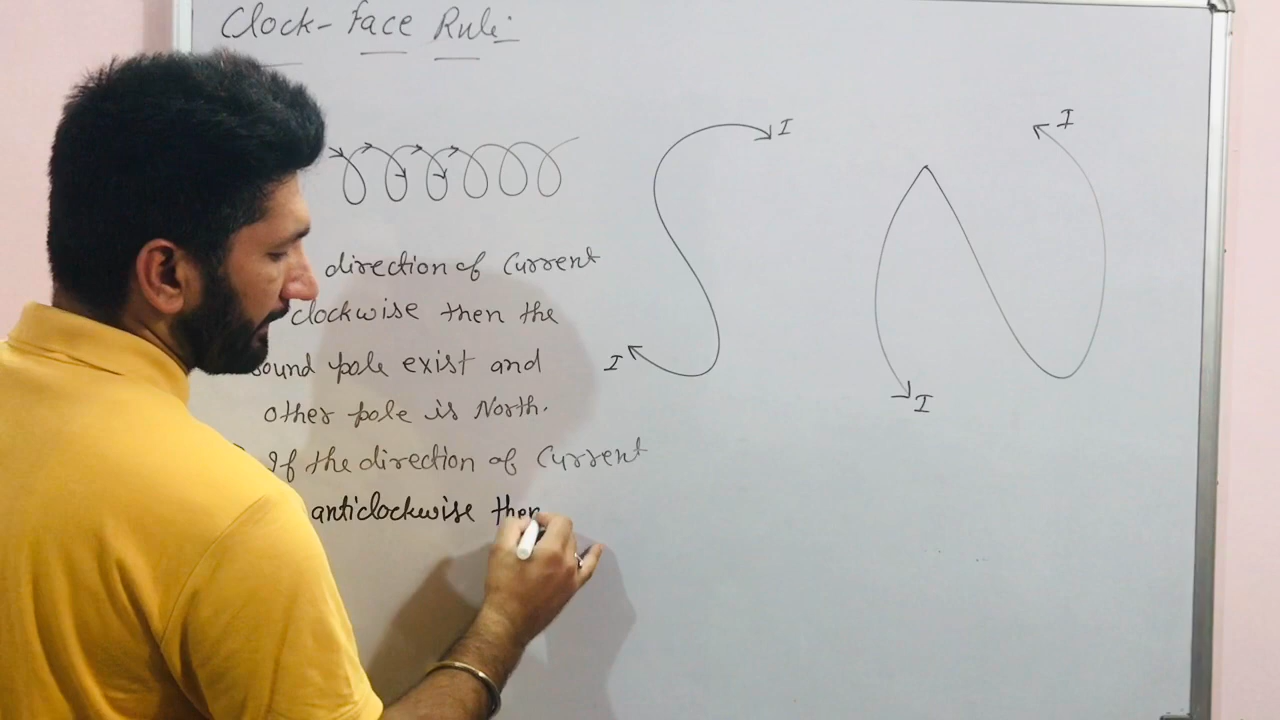 Clock-face Rule:-
I
I
I
I
direction of Current
clockwise then the
ound pole exist and
Other pole is North.
If the direction of Current
anticlockwise then